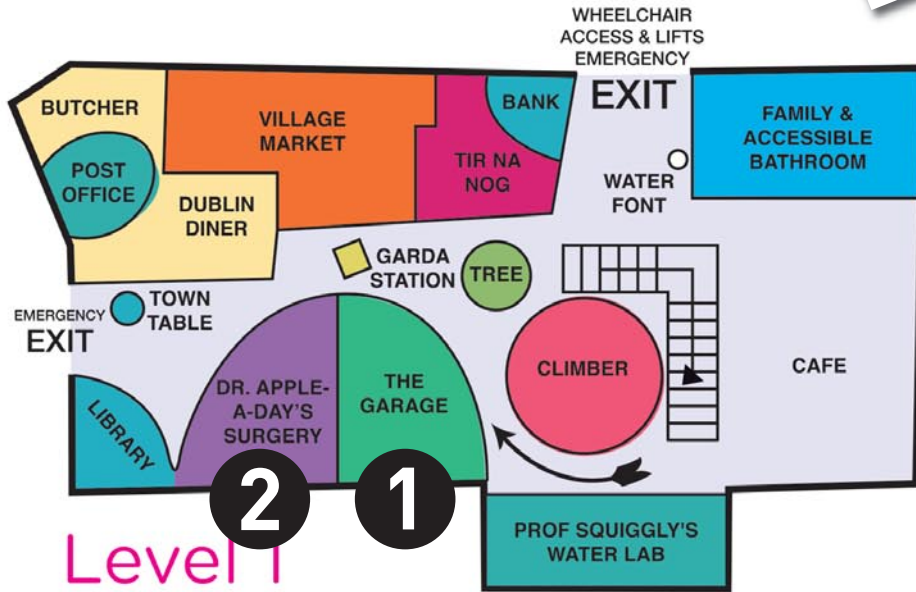 WHEELCHAIR
ACCESS & LIFTS
EMERGENCY
EXIT
BUTCHER
POST
OFFICE
DUBLIN
DINER
VILLAGE
MARKET
BANK
TIR NA
NOG
WATER
FONT
FAMILY &
ACCESSIBLE
BATHROOM
GARDA
STATION
TREE
TOWN
TABLE
EMERGENCY
EXIT
LIBRARY
DR. APPLE-
A-DAY'S
SURGERY
THE
GARAGE
CLIMBER
CAFE
2
1
PROF SQUIGGLY'S
WATER LAB
Level 1